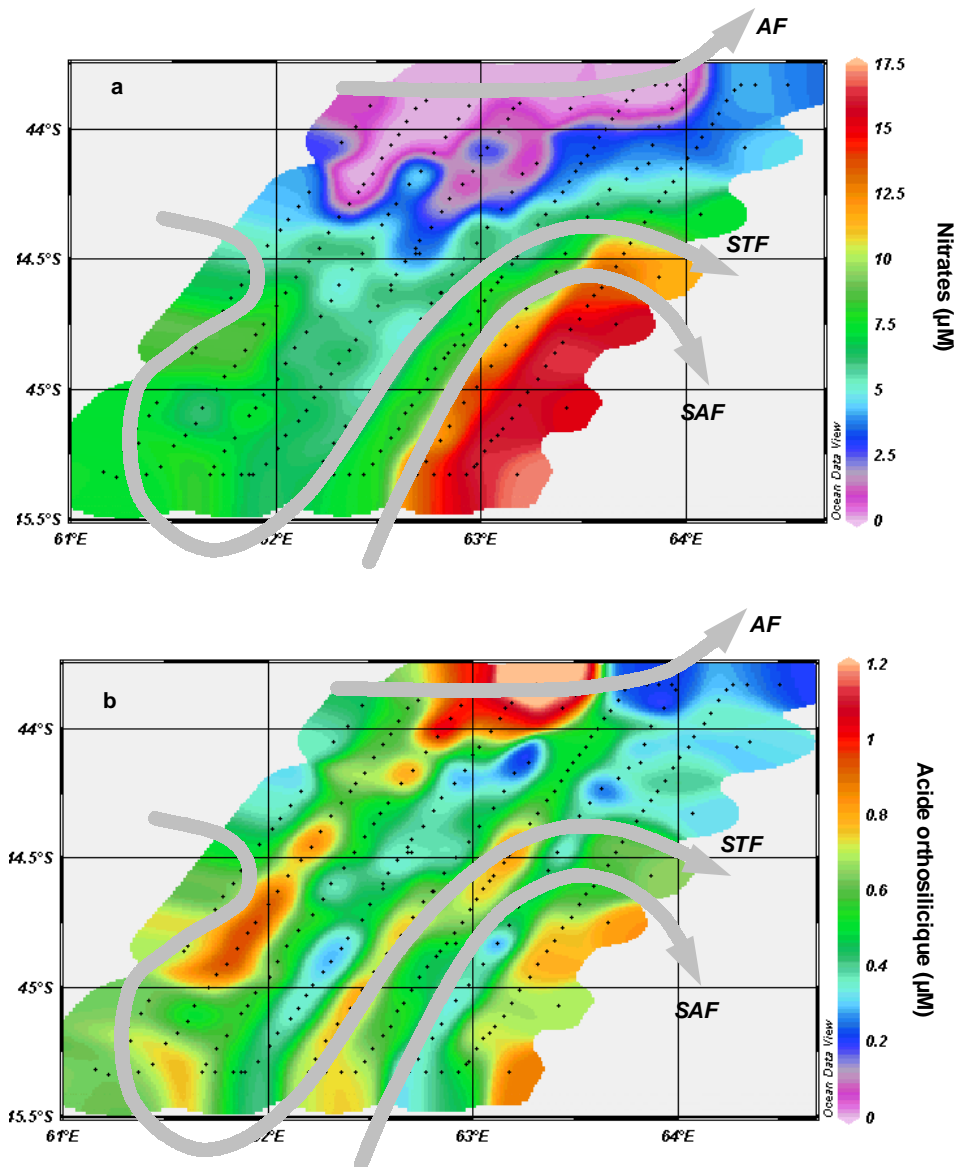 AF
a
17.5
44°S
15
12.5
14.5°S
STF
10
Nitrates (µM)
7.5
45°S
SAF
5
2.5
Ocean Data View
15.5°S
0
61°E
62°E
63°E
64°E
AF
b
1.2
44°S
1
0.8
14.5°S
STF
0.6
Acide orthosilicique (µM)
45°S
SAF
0.4
0.2
Ocean Data View
15.5°S
0
61°E
62°E
63°E
64°E